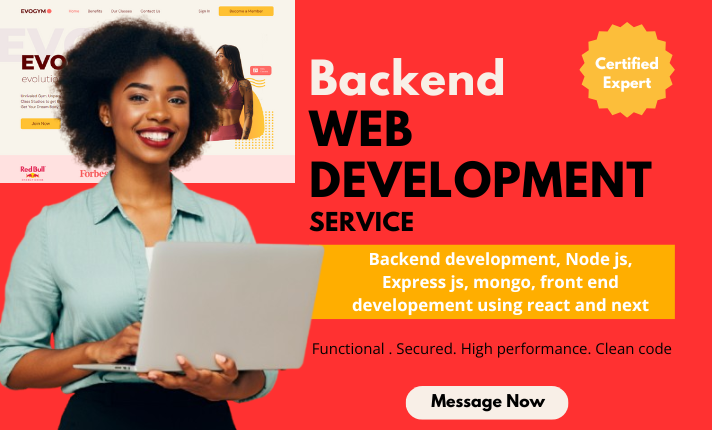 EVOGYM
Home Benefits Our Classes Contact Us
Sign In
Become a Member
EVO
EVO
evolutio
Join Now
Red Bull
Forbes
Certified
Expert
Backend
WEB
DEVELOPMENT
SERVICE
Backend development, Node js,
Express js, mongo, front end
developement using react and next
Functional . Secured. High performance. Clean code
Message Now